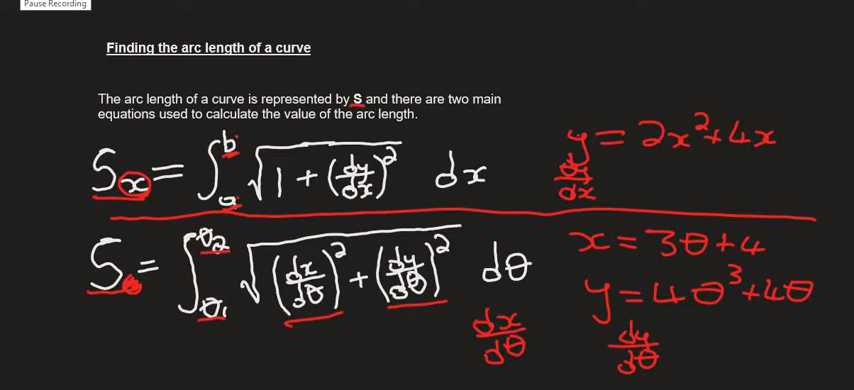 Pause Recording
Finding the arc length of a curve
The arc length of a curve is represented by S and there are two main
equations used to calculate the value of the arc length.
S_x = ∫_a^b √(1 + (dy/dx)²) dx
y = 2x² + 4x
dy/dx
S = ∫_θ₁^θ₂ √((dx/dθ)² + (dy/dθ)²) dθ
x = 3θ + 4
y = 4θ³ + 4θ
dx/dθ
dy/dθ